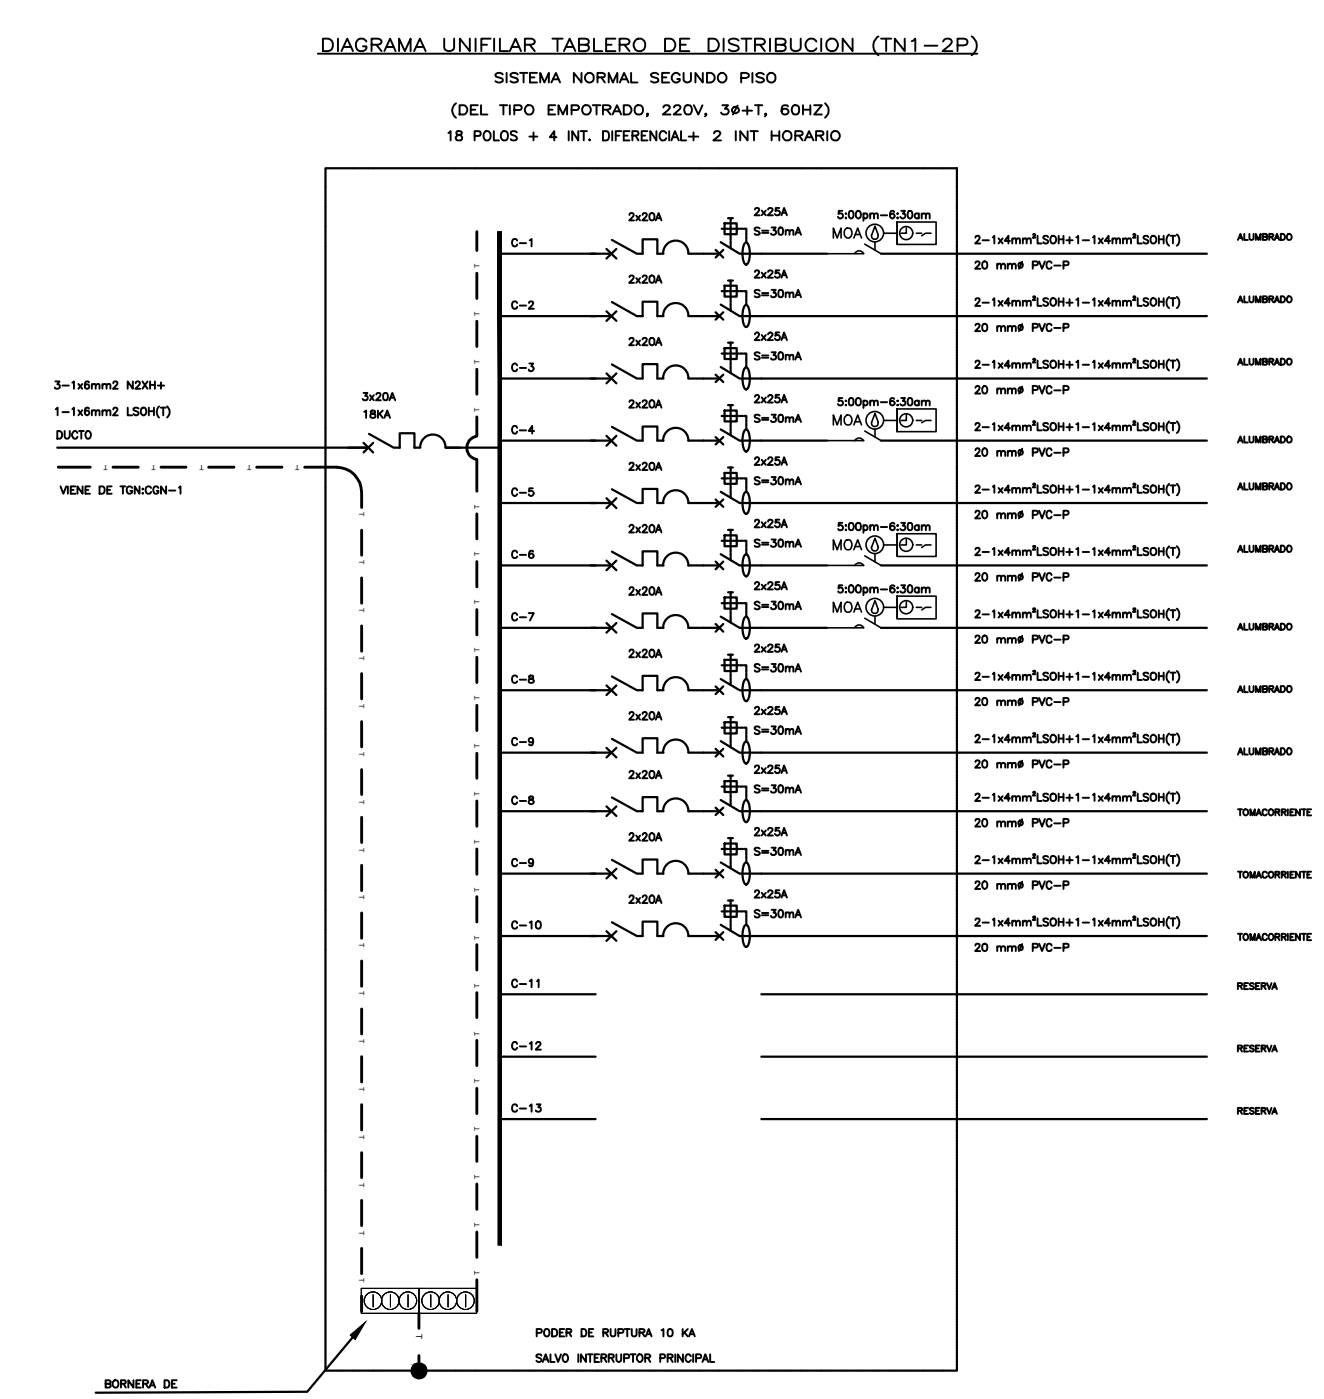 DIAGRAMA UNIFILAR TABLERO DE DISTRIBUCION (TN1-2P)
SISTEMA NORMAL SEGUNDO PISO
(DEL TIPO EMPOTRADO, 220V, 3ø+T, 60HZ)
18 POLOS + 4 INT. DIFERENCIAL+ 2 INT HORARIO
3-1x6mm2 N2XH+
1-1x6mm2 LSOH(T)
DUCTO
VIENE DE TGN:CGN-1
3x20A
18KA
C-1
2x20A
2x25A
S=30mA
5:00pm-6:30am
MOA
2-1x4mm²LSOH+1-1x4mm²LSOH(T)
20 mmø PVC-P
ALUMBRADO
C-2
2x20A
2x25A
S=30mA
2-1x4mm²LSOH+1-1x4mm²LSOH(T)
20 mmø PVC-P
ALUMBRADO
C-3
2x20A
2x25A
S=30mA
2-1x4mm²LSOH+1-1x4mm²LSOH(T)
20 mmø PVC-P
ALUMBRADO
C-4
2x20A
2x25A
S=30mA
5:00pm-6:30am
MOA
2-1x4mm²LSOH+1-1x4mm²LSOH(T)
20 mmø PVC-P
ALUMBRADO
C-5
2x20A
2x25A
S=30mA
2-1x4mm²LSOH+1-1x4mm²LSOH(T)
20 mmø PVC-P
ALUMBRADO
C-6
2x20A
2x25A
S=30mA
5:00pm-6:30am
MOA
2-1x4mm²LSOH+1-1x4mm²LSOH(T)
20 mmø PVC-P
ALUMBRADO
C-7
2x20A
2x25A
S=30mA
5:00pm-6:30am
MOA
2-1x4mm²LSOH+1-1x4mm²LSOH(T)
20 mmø PVC-P
ALUMBRADO
C-8
2x20A
2x25A
S=30mA
2-1x4mm²LSOH+1-1x4mm²LSOH(T)
20 mmø PVC-P
ALUMBRADO
C-9
2x20A
2x25A
S=30mA
2-1x4mm²LSOH+1-1x4mm²LSOH(T)
20 mmø PVC-P
ALUMBRADO
C-8
2x20A
2x25A
S=30mA
2-1x4mm²LSOH+1-1x4mm²LSOH(T)
20 mmø PVC-P
TOMACORRIENTE
C-9
2x20A
2x25A
S=30mA
2-1x4mm²LSOH+1-1x4mm²LSOH(T)
20 mmø PVC-P
TOMACORRIENTE
C-10
2x20A
2x25A
S=30mA
2-1x4mm²LSOH+1-1x4mm²LSOH(T)
20 mmø PVC-P
TOMACORRIENTE
C-11
RESERVA
C-12
RESERVA
C-13
RESERVA
PODER DE RUPTURA 10 KA
SALVO INTERRUPTOR PRINCIPAL
BORNERA DE